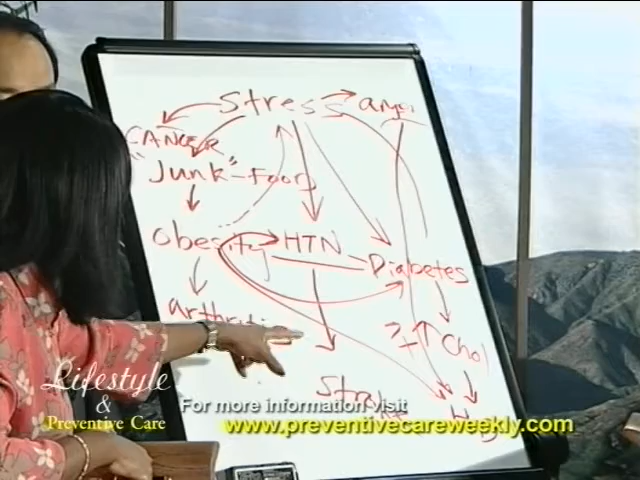 Stress → anger
CANCER
"Junk"-Food
Obesity HTN
Diabetes
arthritis
?↑ Chol
Stroke
Lifestyle
&
Preventive Care
For more information visit
www.preventivecareweekly.com